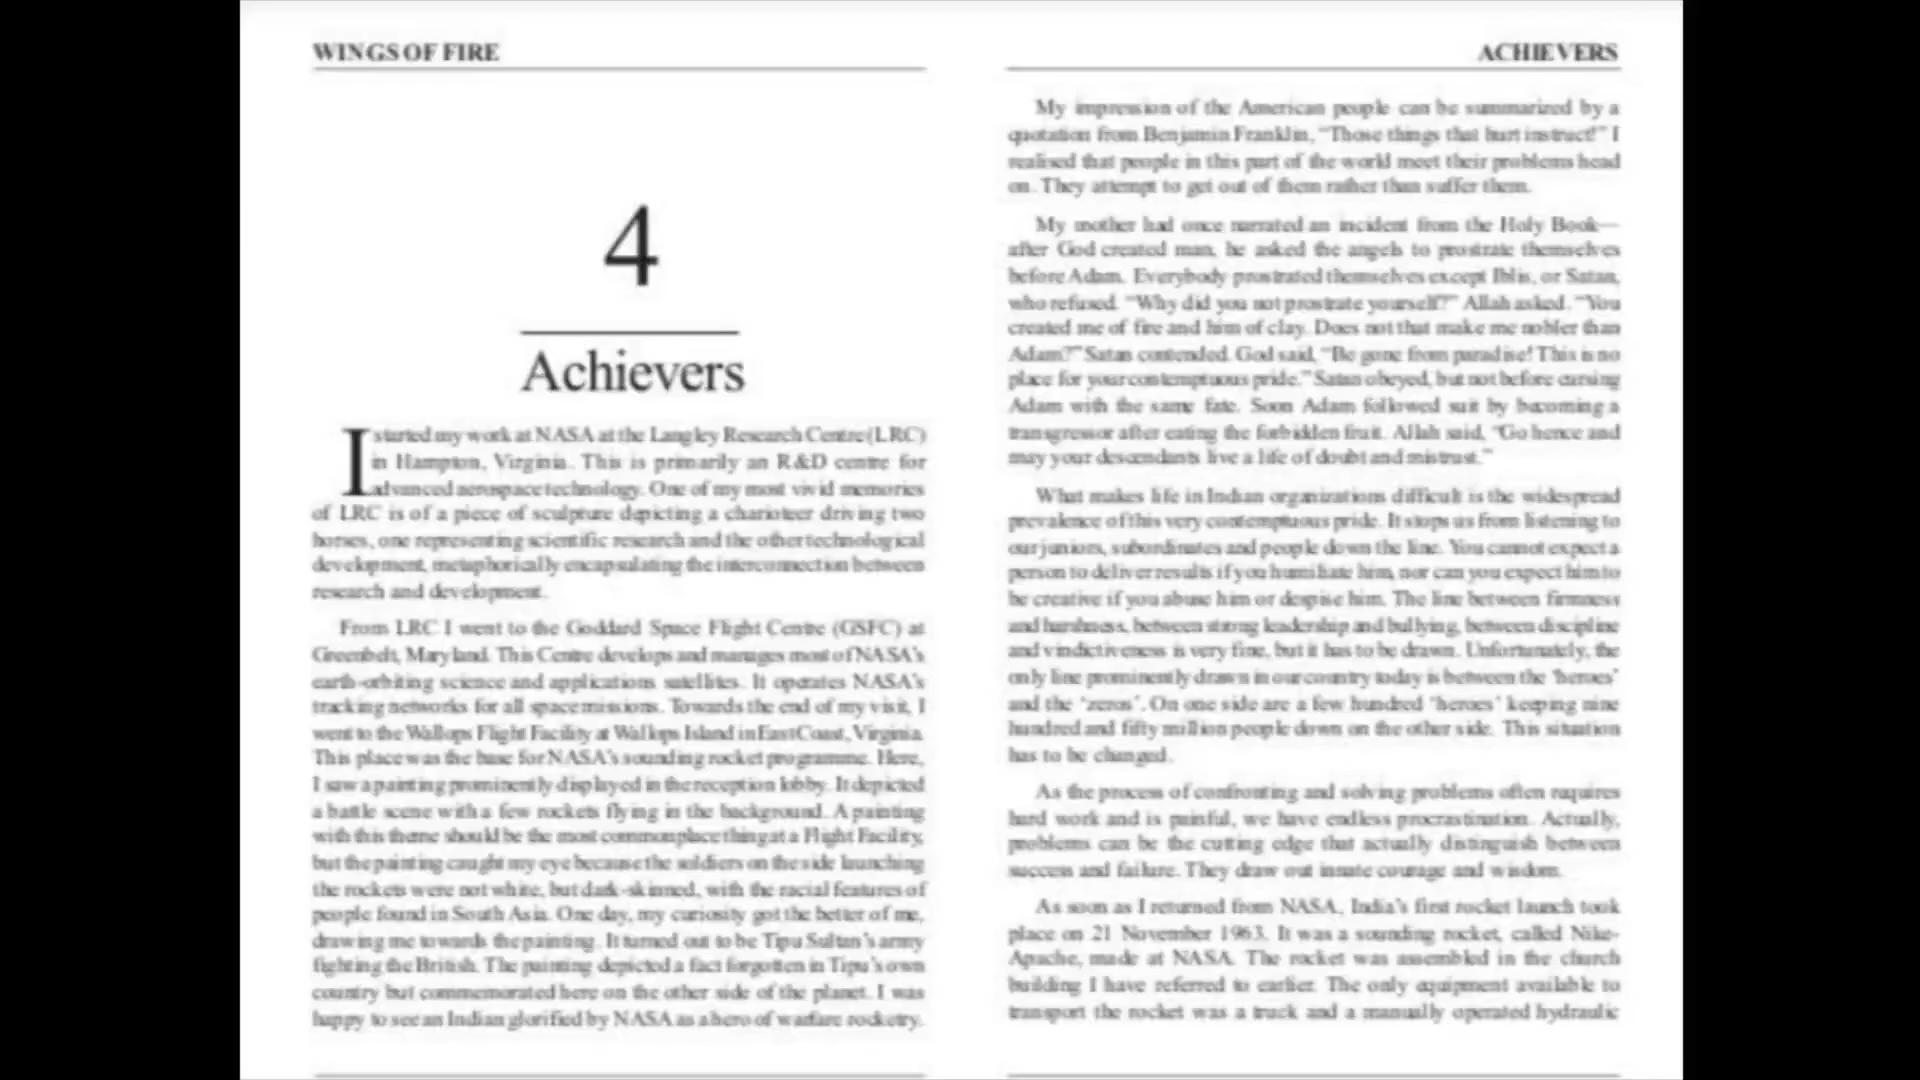 WINGS OF FIRE
4
Achievers
I started my work at NASA at the Langley Research Centre (LRC)
in Hampton, Virginia. This is primarily an R&D centre for
advanced aerospace technology. One of my most vivid memories
of LRC is of a piece of sculpture depicting a charioteer driving two
horses, one representing scientific research and the other technological
development, metaphorically encapsulating the interconnection between
research and development.
From LRC I went to the Goddard Space Flight Centre (GSFC) at
Greenbelt, Maryland. This Centre develops and manages most of NASA's
earth-orbiting science and applications satellites. It operates NASA's
tracking networks for all space missions. Towards the end of my visit, I
went to the Wallops Flight Facility at Wallops Island in East Coast, Virginia.
This place was the base for NASA's sounding rocket programme. Here,
I saw a painting prominently displayed in the reception lobby. It depicted
a battle scene with a few rockets flying in the background. A painting
with this theme should be the most commonplace thing at a Flight Facility,
but the painting caught my eye because the soldiers on the side launching
the rockets were not white, but dark-skinned, with the racial features of
people found in South Asia. One day, my curiosity got the better of me,
drawing me towards the painting. It turned out to be Tipu Sultan's army
fighting the British. The painting depicted a fact forgotten in Tipu's own
country but commemorated here on the other side of the planet. I was
happy to see an Indian glorified by NASA as a hero of warfare rocketry.
ACHIEVERS
My impression of the American people can be summarized by a
quotation from Benjamin Franklin, “Those things that hurt instruct!” I
realised that people in this part of the world meet their problems head
on. They attempt to get out of them rather than suffer them.
My mother had once narrated an incident from the Holy Book—
after God created man, he asked the angels to prostrate themselves
before Adam. Everybody prostrated themselves except Iblis, or Satan,
who refused. “Why did you not prostrate yourself?” Allah asked. “You
created me of fire and him of clay. Does not that make me nobler than
Adam?” Satan contended. God said, “Be gone from paradise! This is no
place for your contemptuous pride.” Satan obeyed, but not before cursing
Adam with the same fate. Soon Adam followed suit by becoming a
transgressor after eating the forbidden fruit. Allah said, “Go hence and
may your descendants live a life of doubt and mistrust.”
What makes life in Indian organizations difficult is the widespread
prevalence of this very contemptuous pride. It stops us from listening to
our juniors, subordinates and people down the line. You cannot expect a
person to deliver results if you humiliate him, nor can you expect him to
be creative if you abuse him or despise him. The line between firmness
and harshness, between strong leadership and bullying, between discipline
and vindictiveness is very fine, but it has to be drawn. Unfortunately, the
only line prominently drawn in our country today is between the ‘heroes’
and the ‘zeros’. On one side are a few hundred ‘heroes’ keeping nine
hundred and fifty million people down on the other side. This situation
has to be changed.
As the process of confronting and solving problems often requires
hard work and is painful, we have endless procrastination. Actually,
problems can be the cutting edge that actually distinguish between
success and failure. They draw out innate courage and wisdom.
As soon as I returned from NASA, India's first rocket launch took
place on 21 November 1963. It was a sounding rocket, called Nike-
Apache, made at NASA. The rocket was assembled in the church
building I have referred to earlier. The only equipment available to
transport the rocket was a truck and a manually operated hydraulic